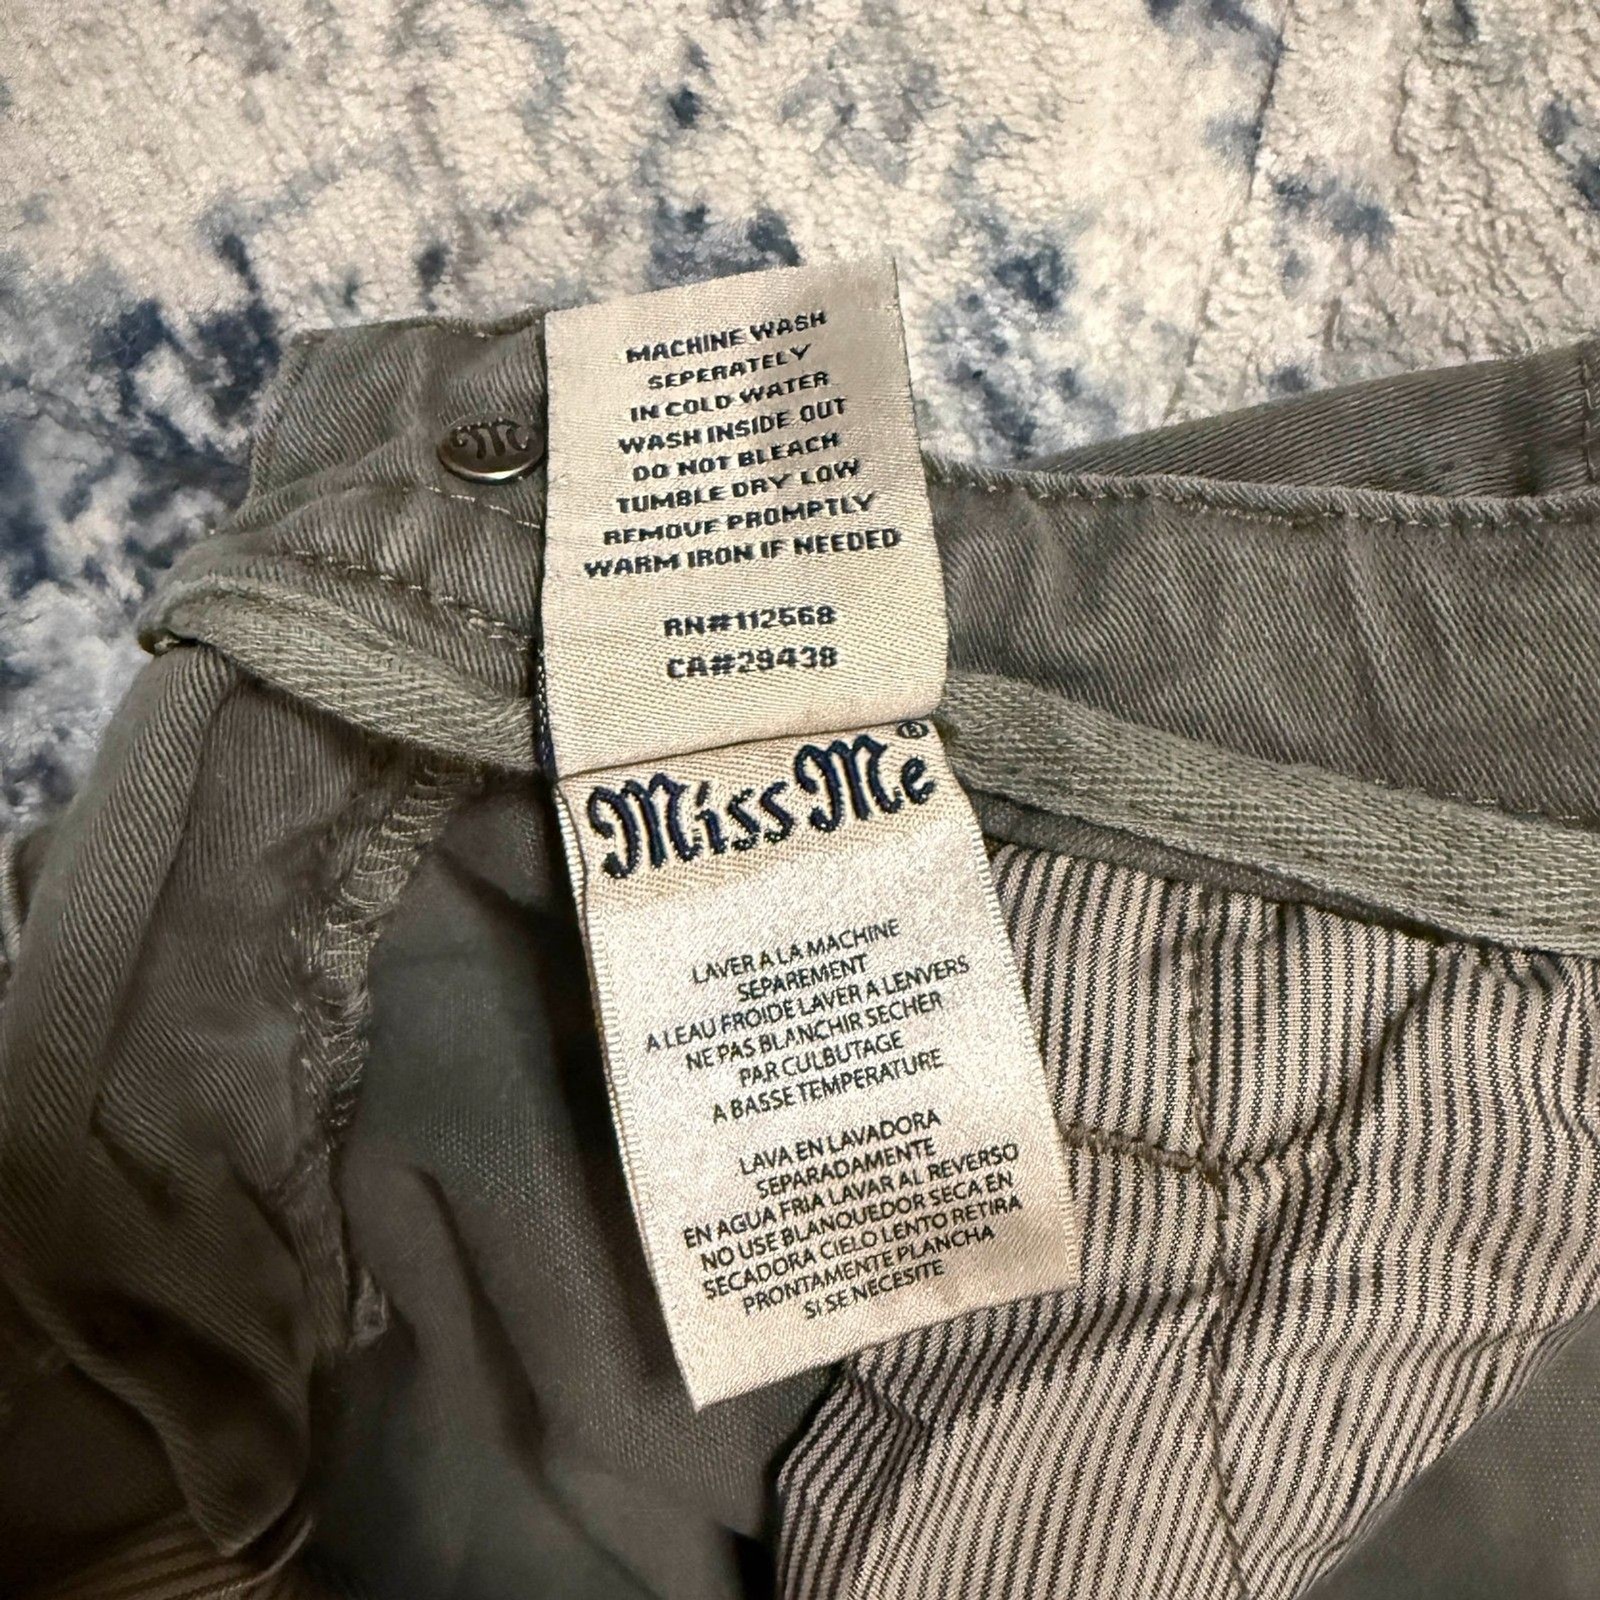 MACHINE WASH
SEPERATELY
IN COLD WATER
WASH INSIDE OUT
DO NOT BLEACH
TUMBLE DRY LOW
REMOVE PROMPTLY
WARM IRON IF NEEDED
RN#112568
CA#29438
Miss Me®
LAVER A LA MACHINE
SEPAREMENT
A LEAU FROIDE LAVER A LENVERS
NE PAS BLANCHIR SECHER
PAR CULBUTAGE
A BASSE TEMPERATURE
LAVA EN LAVADORA
SEPARADAMENTE
EN AGUA FRIA LAVAR AL REVERSO
NO USE BLANQUEDOR SECA EN
SECADORA CIELO LENTO RETIRA
PRONTAMENTE PLANCHA
SI SE NECESITE
M